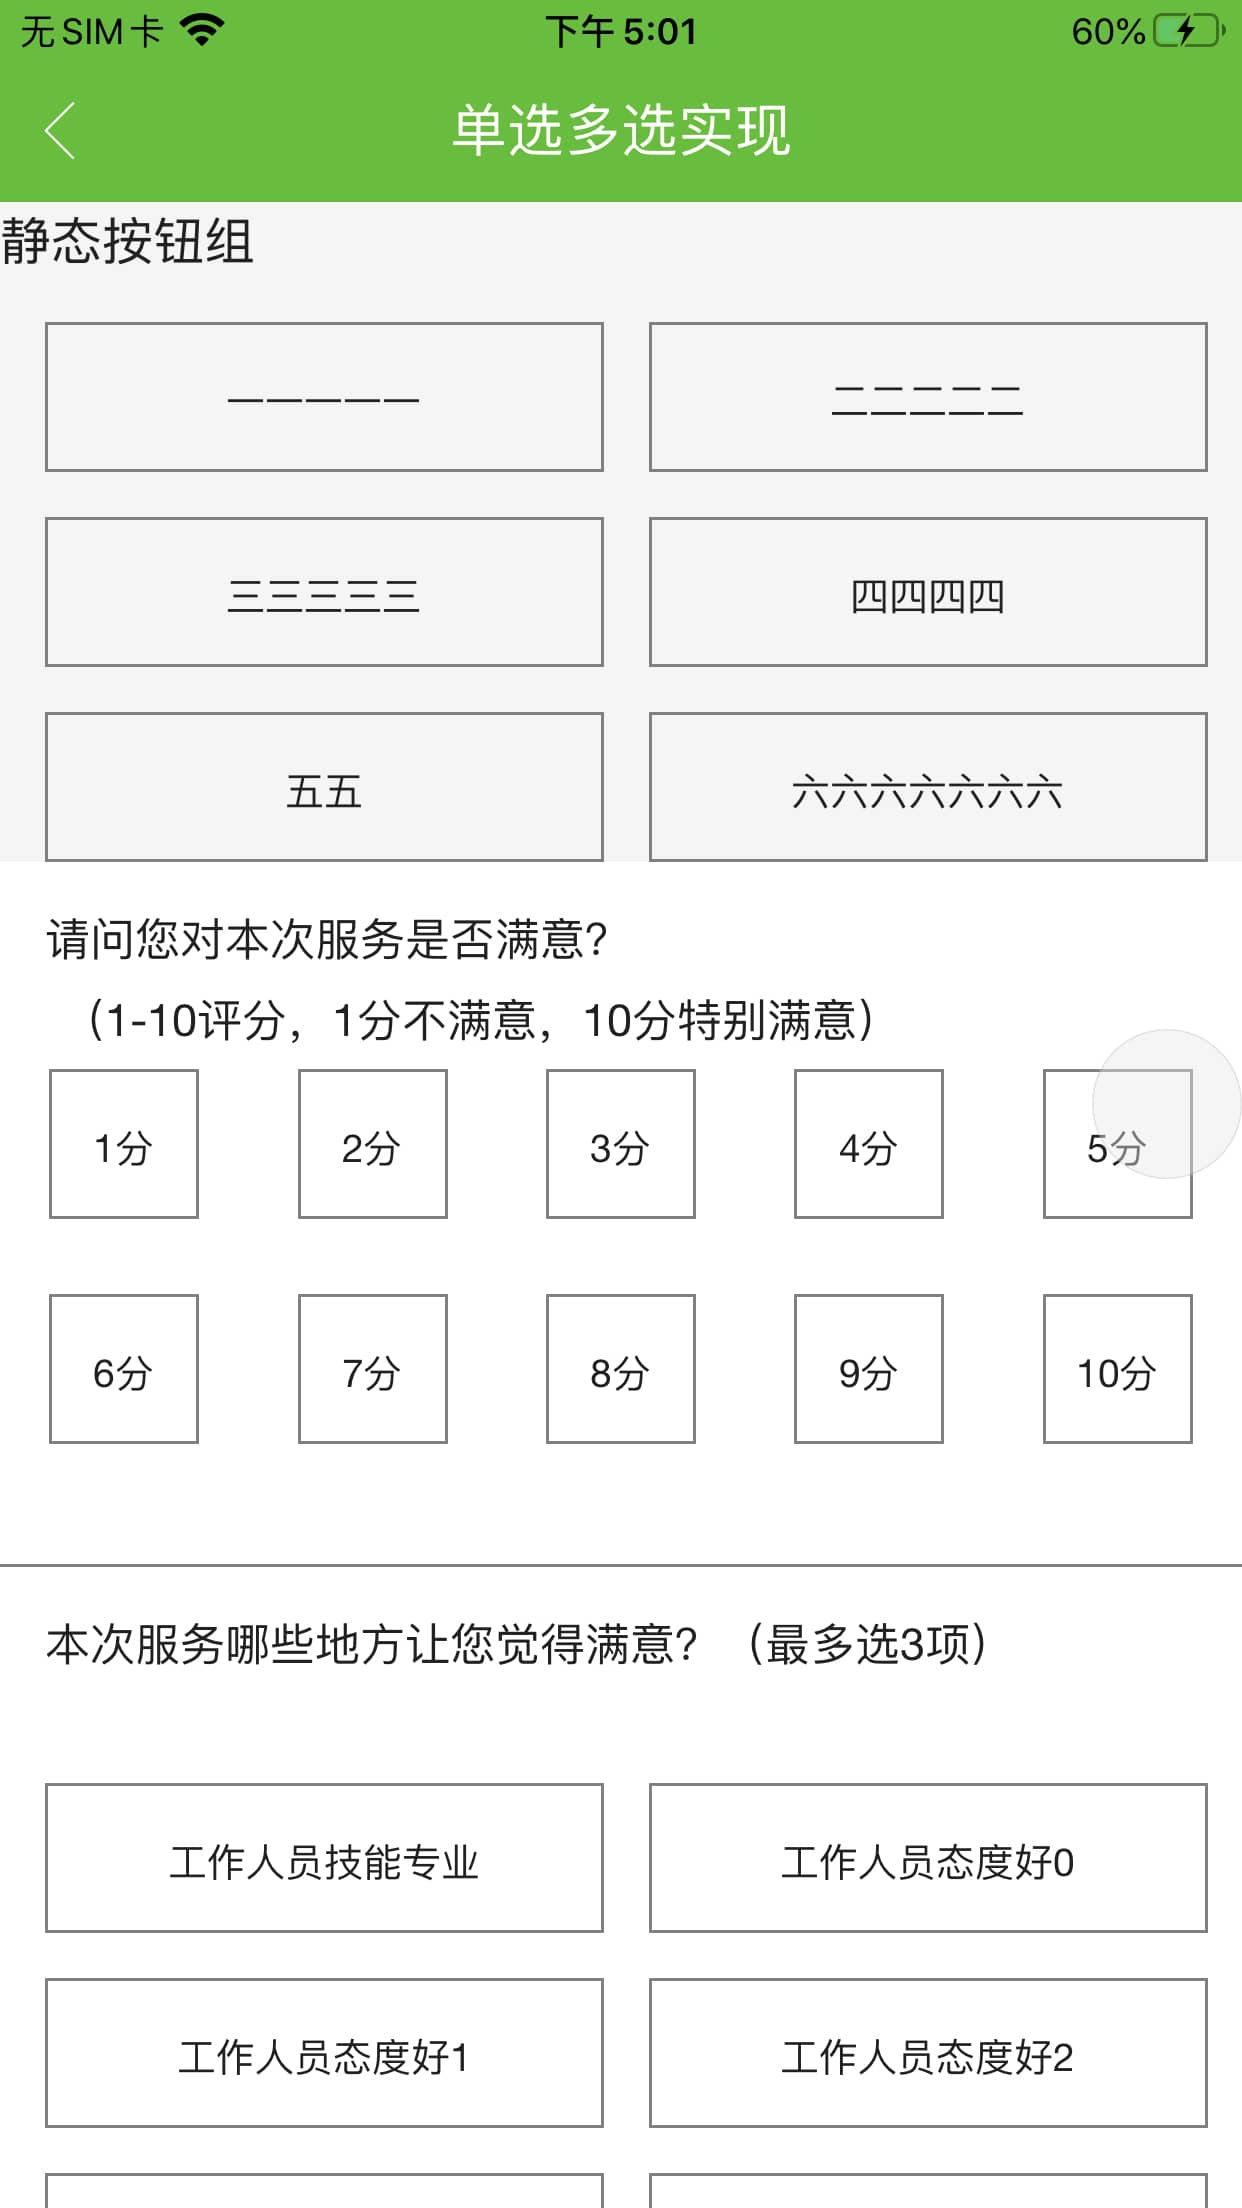 无SIM卡 下午5:01 60%
单选多选实现
静态按钮组
一一一一一 二二二二二
三三三三三 四四四四
五五 六六六六六六六
请问您对本次服务是否满意？
（1-10评分，1分不满意，10分特别满意）
1分 2分 3分 4分 5分
6分 7分 8分 9分 10分
本次服务哪些地方让您觉得满意？（最多选3项）
工作人员技能专业 工作人员态度好0
工作人员态度好1 工作人员态度好2